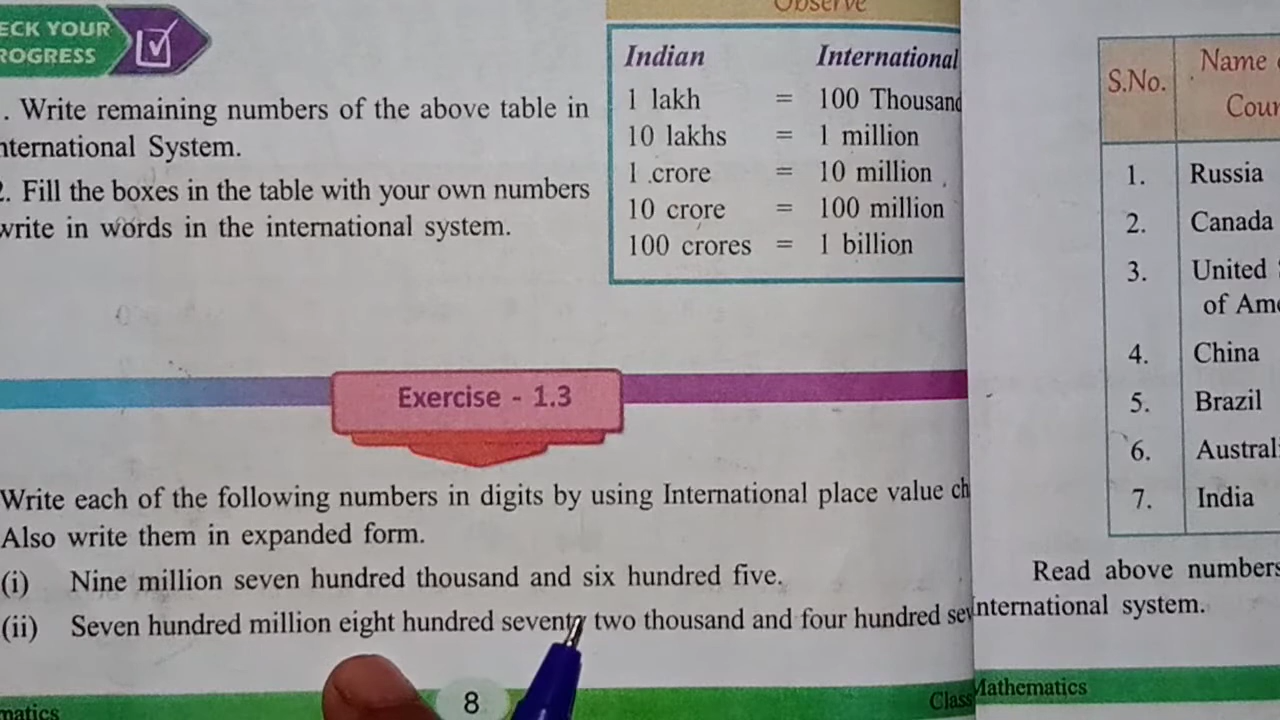 ECK YOUR
ROGRESS
. Write remaining numbers of the above table in
nternational System.
. Fill the boxes in the table with your own numbers
write in words in the international system.
Observe
Indian International
1 lakh = 100 Thousand
10 lakhs = 1 million
1 crore = 10 million
10 crore = 100 million
100 crores = 1 billion
Exercise - 1.3
Write each of the following numbers in digits by using International place value ch
Also write them in expanded form.
(i) Nine million seven hundred thousand and six hundred five.
(ii) Seven hundred million eight hundred seventy two thousand and four hundred sev
matics 8 Class
S.No. Name
Cour
1. Russia
2. Canada
3. United
of Am
4. China
5. Brazil
6. Austral
7. India
Read above numbers
nternational system.
Mathematics